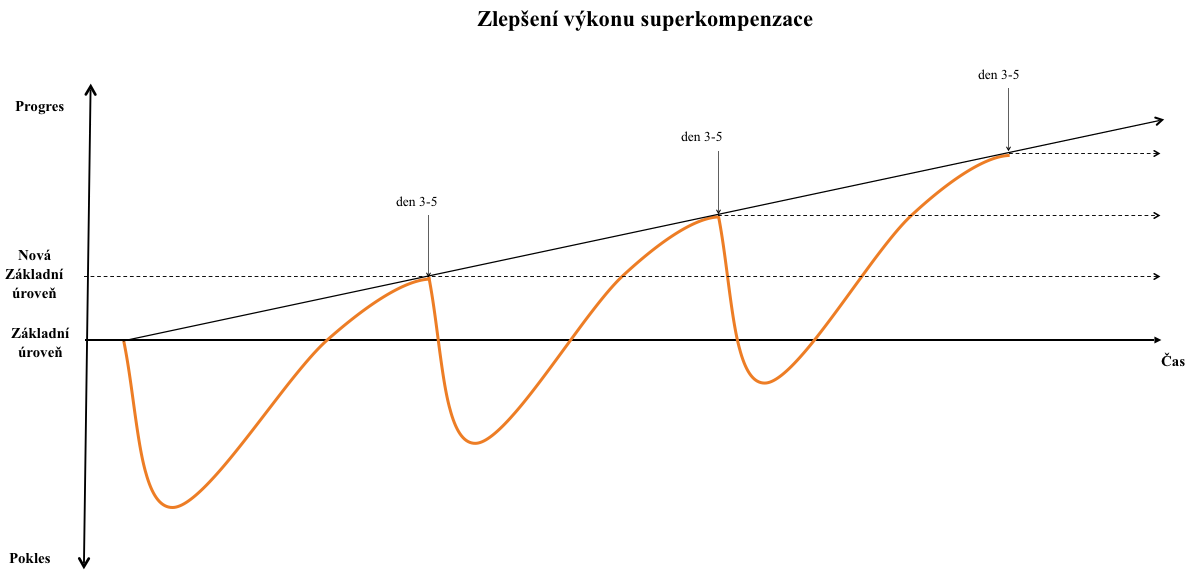 Zlepšení výkonu superkompenzace
den 3-5
Progres
den 3-5
den 3-5
Nová
Základní
úroveň
Základní
úroveň
Čas
Pokles